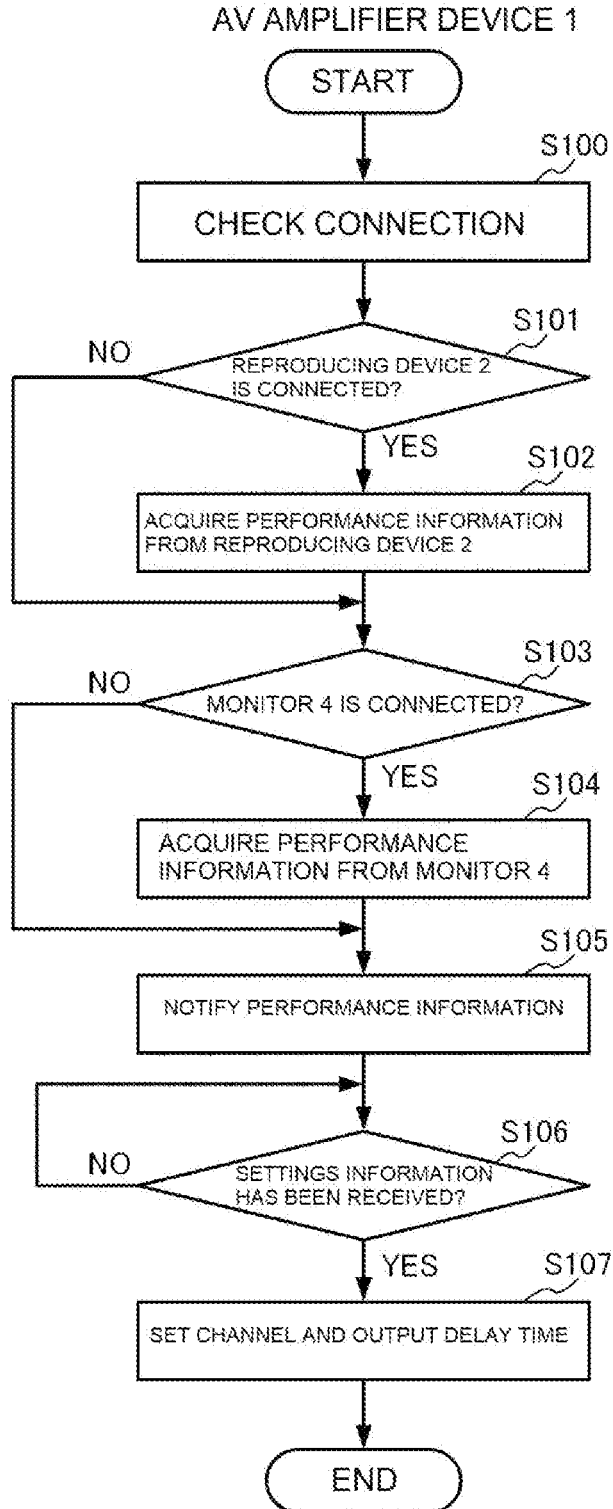 AV AMPLIFIER DEVICE 1
START
S100
CHECK CONNECTION
S101
NO
REPRODUCING DEVICE 2
IS CONNECTED?
YES
S102
ACQUIRE PERFORMANCE INFORMATION
FROM REPRODUCING DEVICE 2
S103
NO
MONITOR 4 IS CONNECTED?
YES
S104
ACQUIRE PERFORMANCE
INFORMATION FROM MONITOR 4
S105
NOTIFY PERFORMANCE INFORMATION
S106
NO
SETTINGS INFORMATION
HAS BEEN RECEIVED?
YES
S107
SET CHANNEL AND OUTPUT DELAY TIME
END